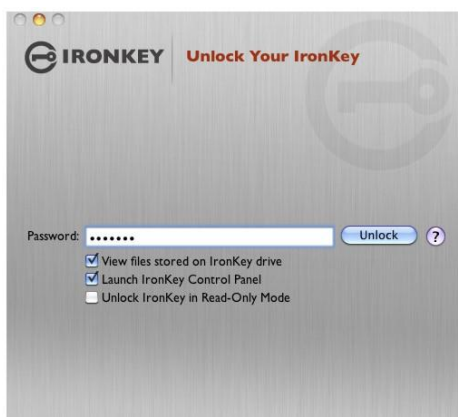 IRONKEY
Unlock Your IronKey
Password: •••••••
Unlock
?
View files stored on IronKey drive
Launch IronKey Control Panel
Unlock IronKey in Read-Only Mode